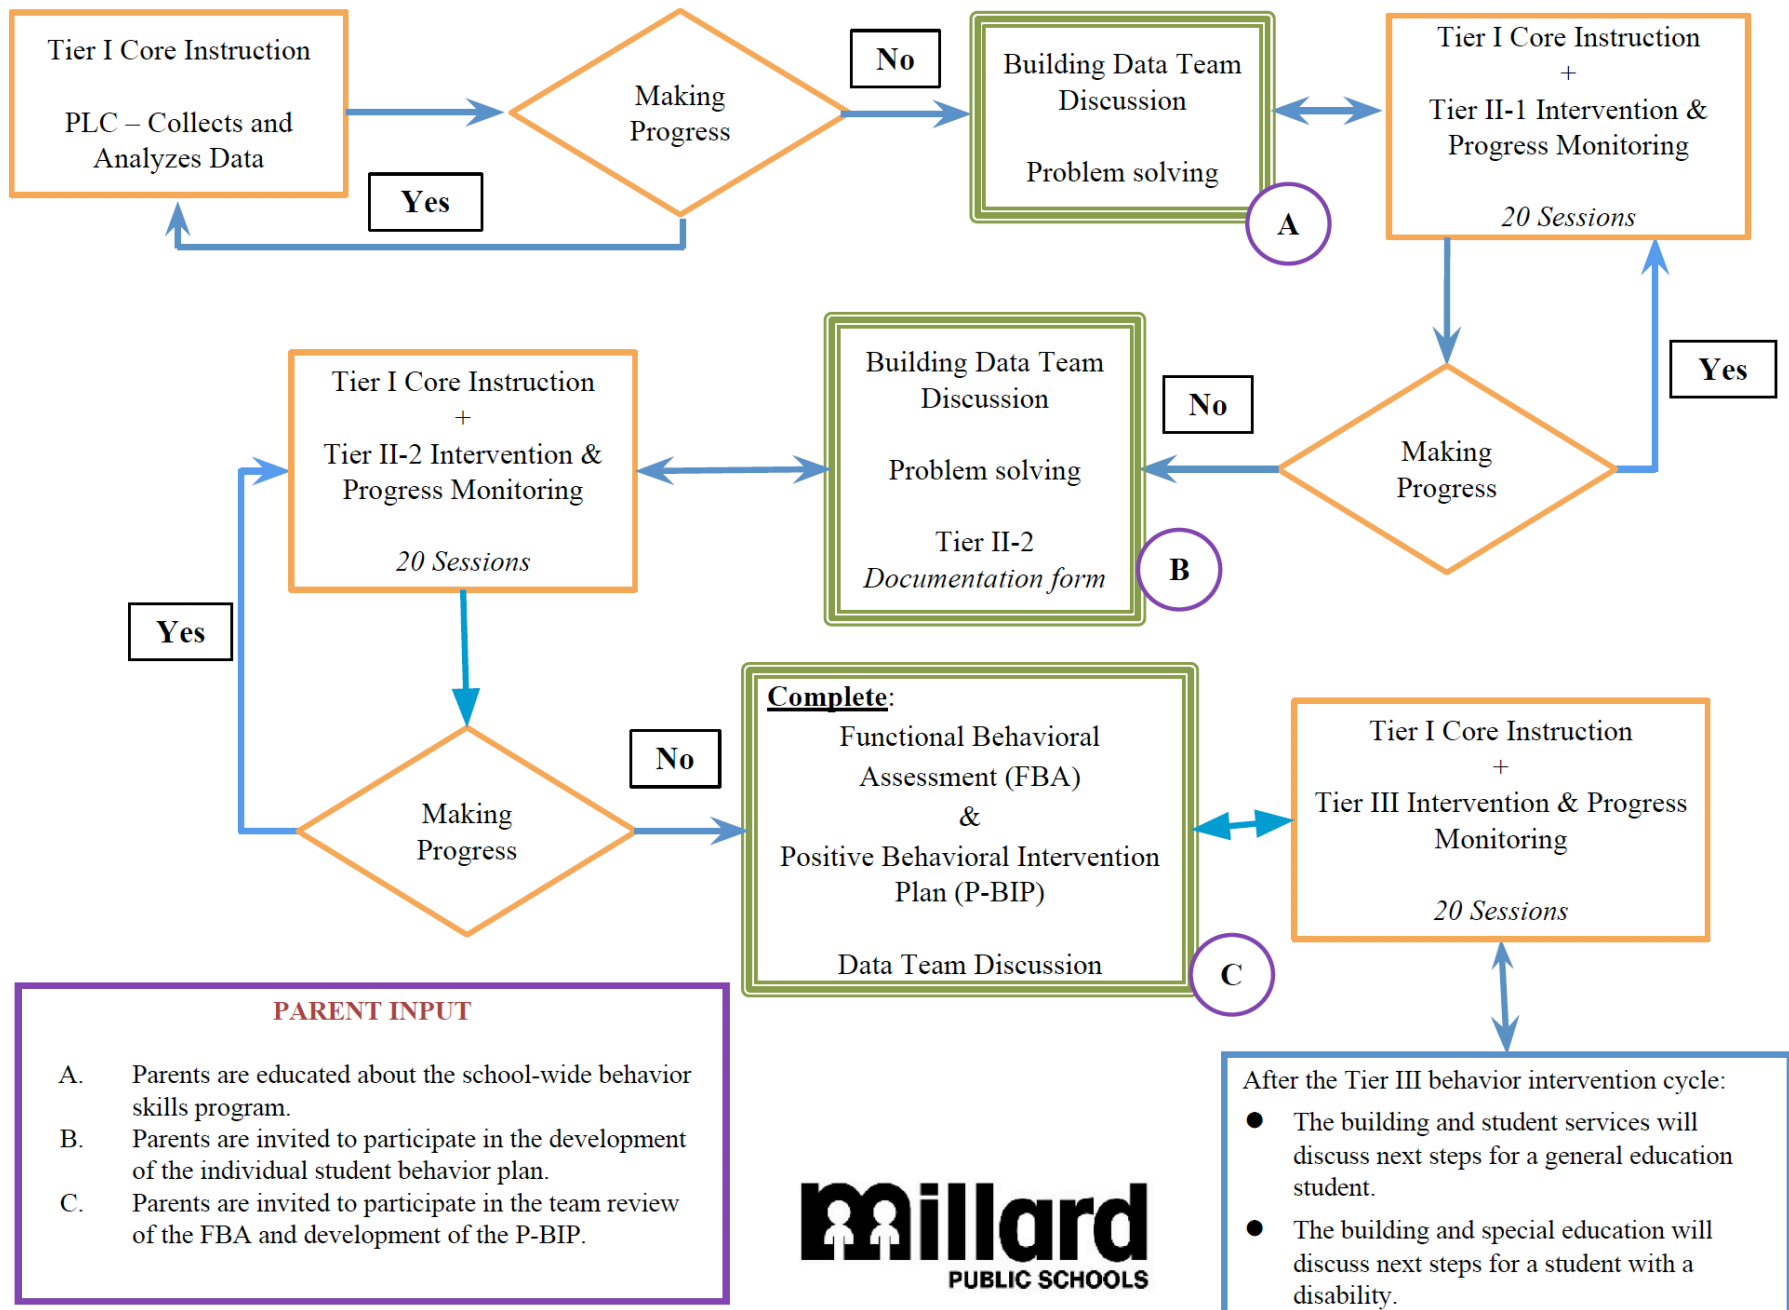 Tier I Core Instruction
PLC – Collects and
Analyzes Data
Making
Progress
No
Yes
Building Data Team
Discussion
Problem solving
A
Tier I Core Instruction
+
Tier II-1 Intervention &
Progress Monitoring
20 Sessions
Yes
Making
Progress
No
Building Data Team
Discussion
Problem solving
Tier II-2
Documentation form
B
Tier I Core Instruction
+
Tier II-2 Intervention &
Progress Monitoring
20 Sessions
Yes
Making
Progress
No
Complete:
Functional Behavioral
Assessment (FBA)
&
Positive Behavioral Intervention
Plan (P-BIP)
Data Team Discussion
C
Tier I Core Instruction
+
Tier III Intervention & Progress
Monitoring
20 Sessions
PARENT INPUT
A. Parents are educated about the school-wide behavior
skills program.
B. Parents are invited to participate in the development
of the individual student behavior plan.
C. Parents are invited to participate in the team review
of the FBA and development of the P-BIP.
millard
PUBLIC SCHOOLS
After the Tier III behavior intervention cycle:
● The building and student services will
discuss next steps for a general education
student.
● The building and special education will
discuss next steps for a student with a
disability.